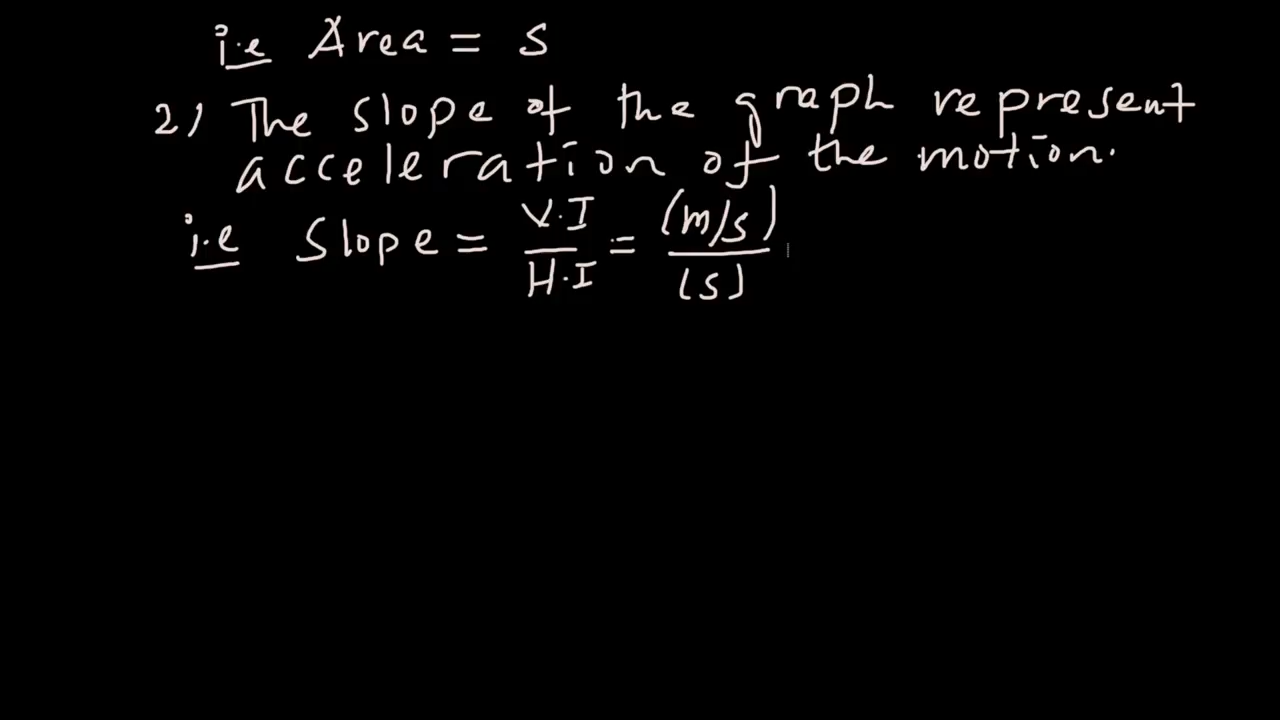 i.e Area = s
2) The slope of the graph represent
acceleration of the motion.
i.e Slope = V.I / H.I = (m/s) / (s)